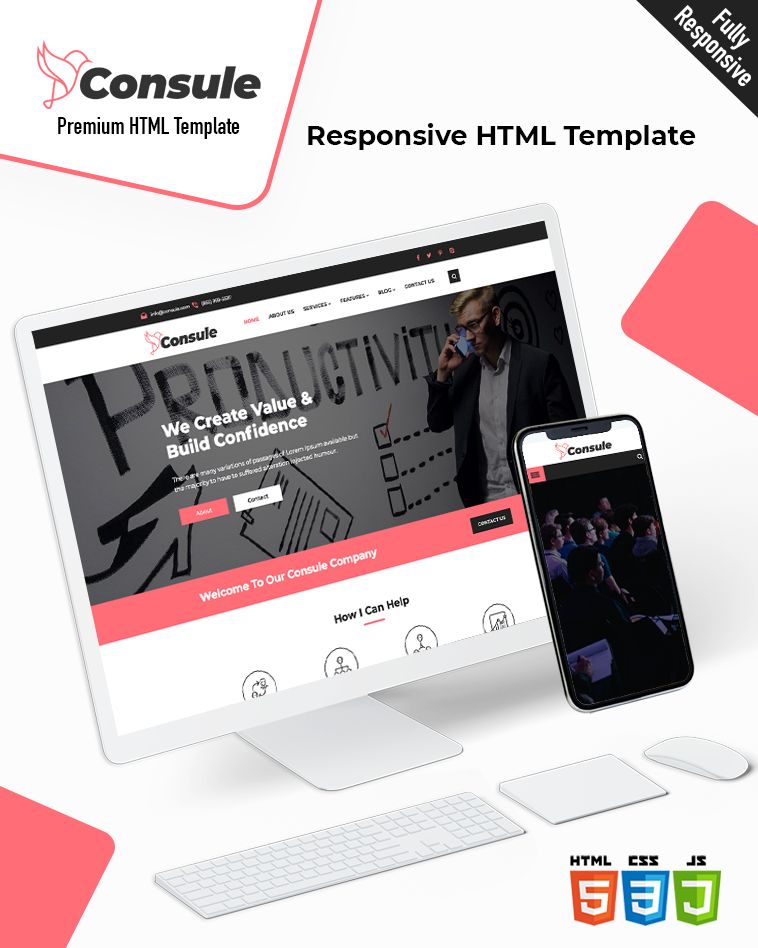 Consule
Premium HTML Template
Fully
Responsive
Responsive HTML Template
info@consule.com
Consule
HOME
ABOUT US
SERVICES
FEATURES
BLOG
CONTACT US
PRODUCTIVITY
We Create Value &
Build Confidence
There are many variations of passages of Lorem Ipsum available but
the majority to have to suffered alteration injected humour.
About
Contact
Welcome To Our Consule Company
CONTACT US
How I Can Help
Consule
HTML
CSS
JS
5
3
J